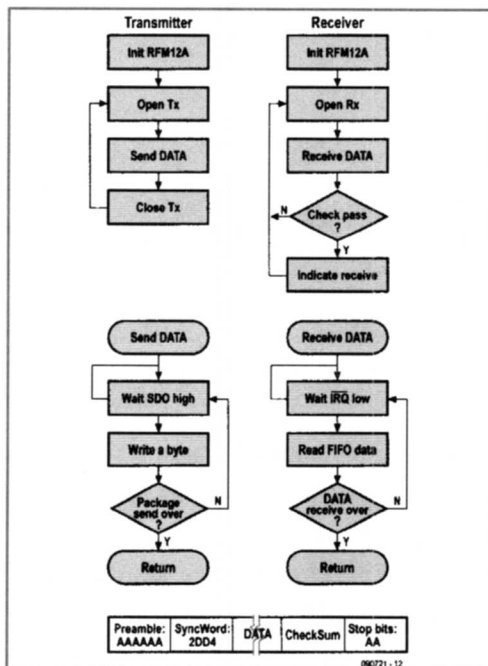 Transmitter
Init RFM12A
Open Tx
Send DATA
Close Tx
Receiver
Init RFM12A
Open Rx
Receive DATA
Check pass
?
N
Y
Indicate receive
Send DATA
Wait SDO high
Write a byte
Package
send over
?
N
Y
Return
Receive DATA
Wait IRQ low
Read FIFO data
DATA
receive over
?
N
Y
Return
Preamble:
AAAAAA
SyncWord:
2DD4
DATA
CheckSum
Stop bits:
AA
090721 - 12